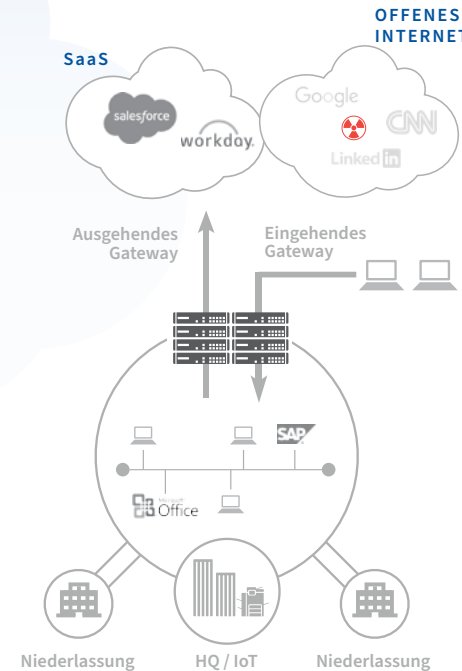 OFFENES
INTERNET
SaaS
Google
salesforce
CNN
workday.
Linked in
Ausgehendes
Gateway
Eingehendes
Gateway
SAP
Microsoft
Office
Niederlassung
HQ / IoT
Niederlassung